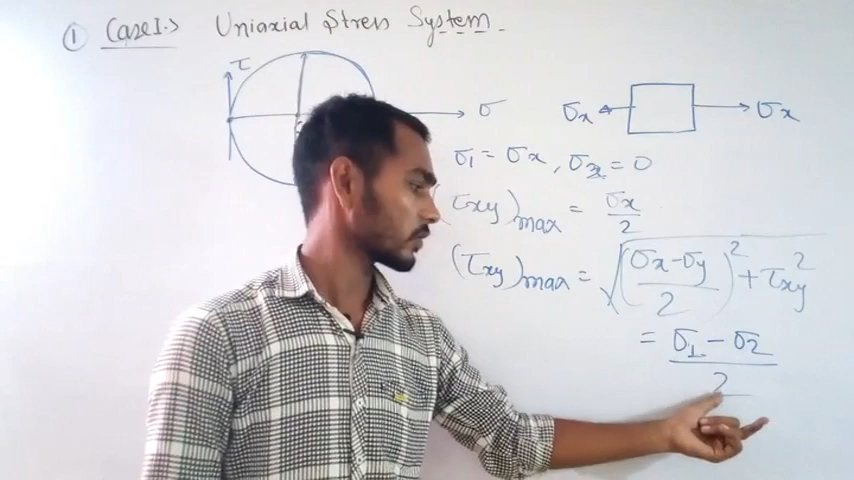 ① Case I.> Uniaxial Stress System
τ
σ
σx σx
σ1 = σx , σ2 = 0
(τxy)max = σx/2
(τxy)max = √((σx-σy)/2)² + τxy²
= (σ1 - σ2)/2